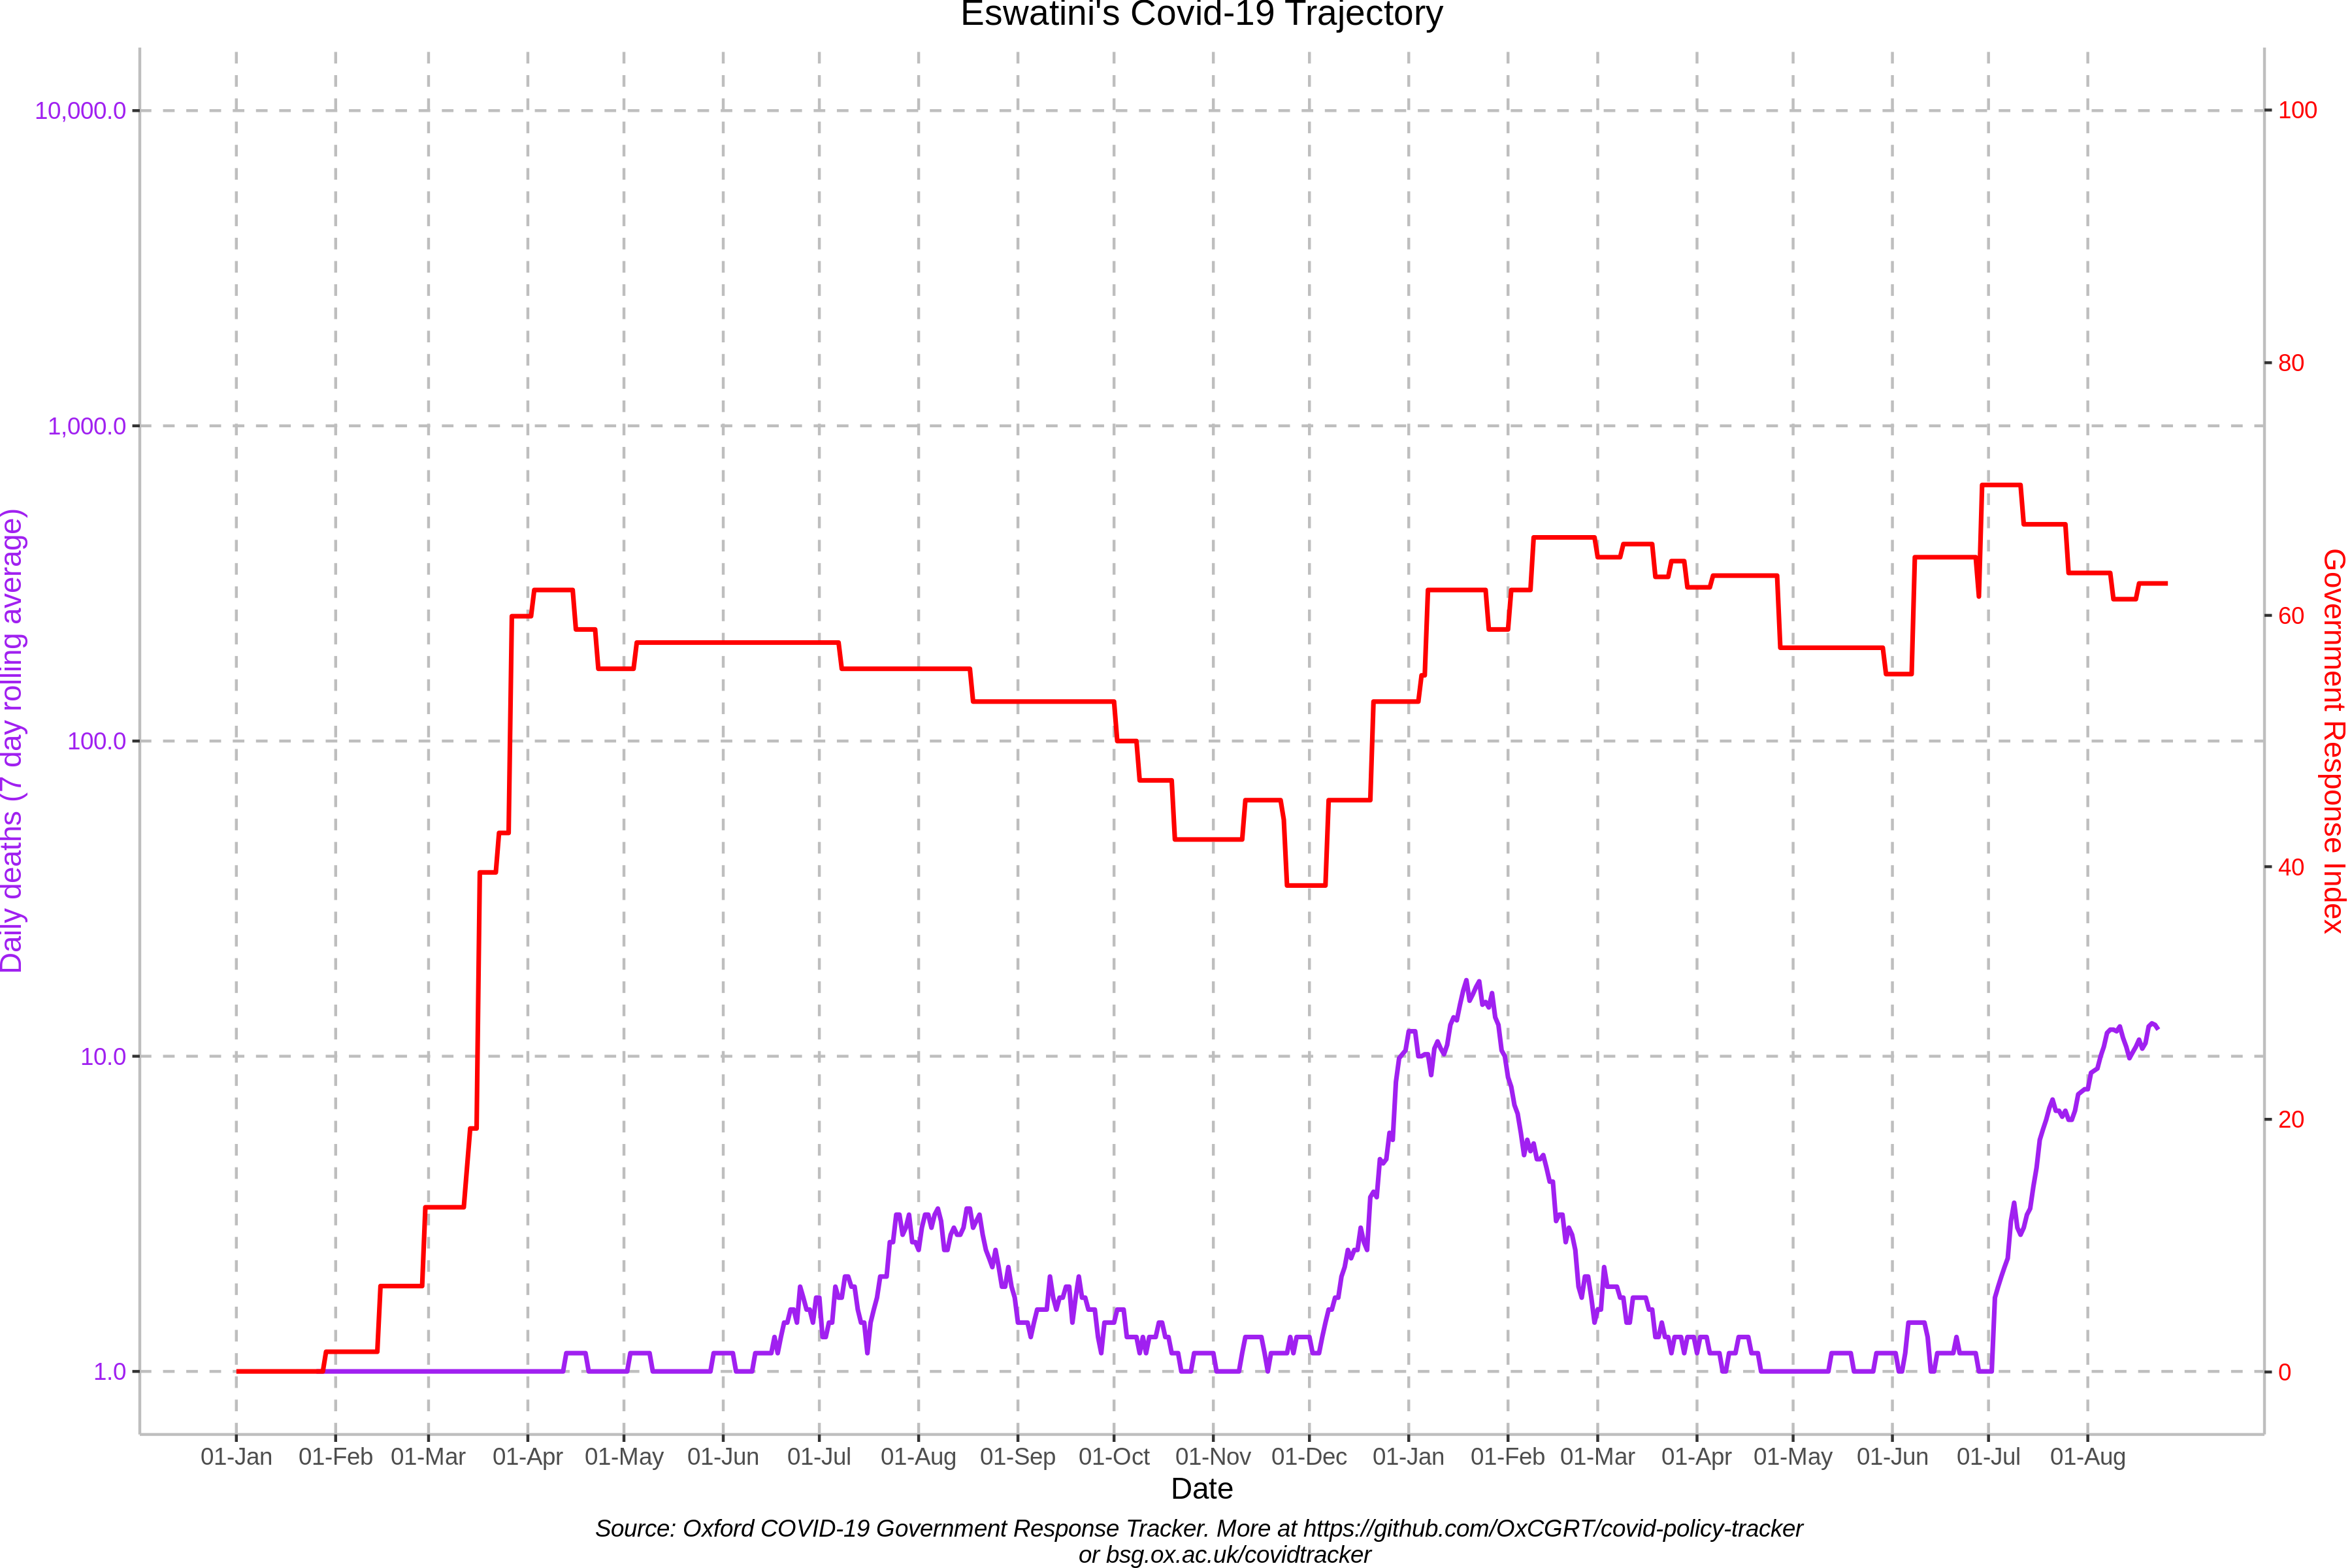 Eswatini's Covid-19 Trajectory
Daily deaths (7 day rolling average)
10,000.0
1,000.0
100.0
10.0
1.0
100
80
60
40
20
0
Government Response Index
01-Jan 01-Feb 01-Mar 01-Apr 01-May 01-Jun 01-Jul 01-Aug 01-Sep 01-Oct 01-Nov 01-Dec 01-Jan 01-Feb 01-Mar 01-Apr 01-May 01-Jun 01-Jul 01-Aug
Date
Source: Oxford COVID-19 Government Response Tracker. More at https://github.com/OxCGRT/covid-policy-tracker
or bsg.ox.ac.uk/covidtracker